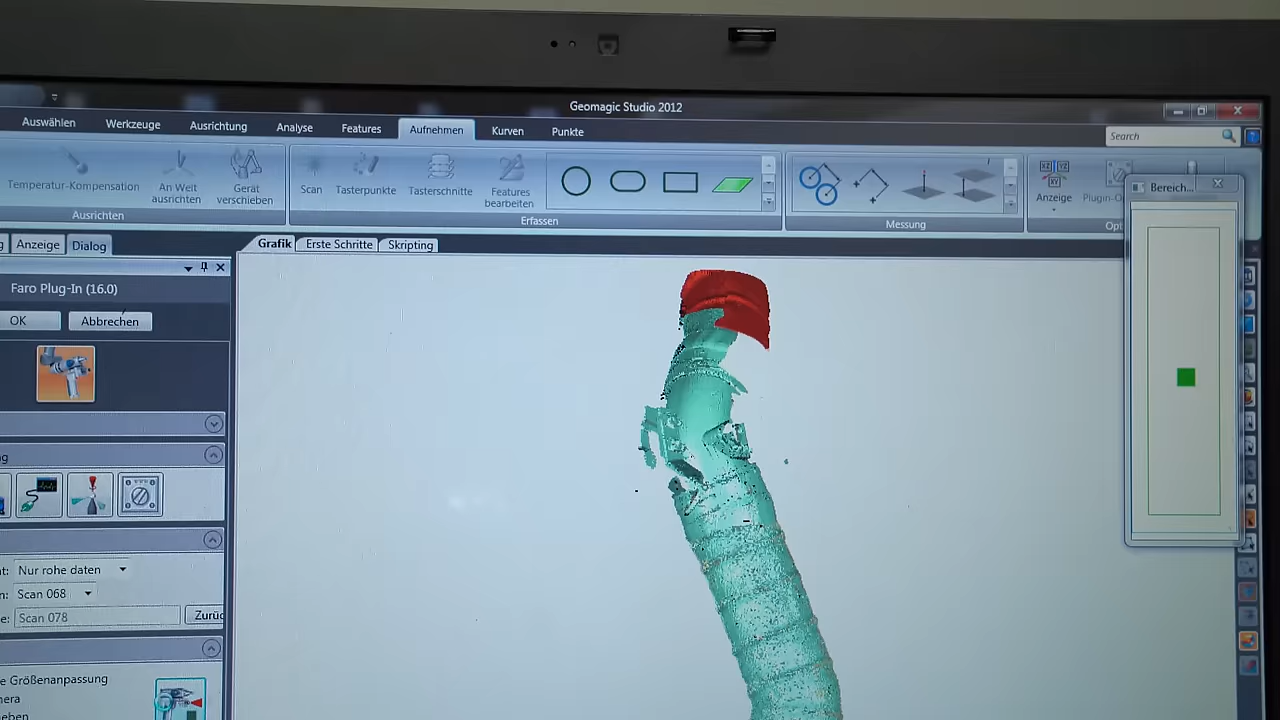 Geomagic Studio 2012
Auswählen Werkzeuge Ausrichtung Analyse Features Aufnehmen Kurven Punkte
Search
Temperatur-Kompensation
An Welt ausrichten
Gerät verschieben
Scan
Tasterpunkte
Tasterschnitte
Features bearbeiten
Anzeige
Ausrichten
Erfassen
Messung
Bereich...
Anzeige Dialog
Grafik Erste Schritte Skripting
Faro Plug-In (16.0)
OK Abbrechen
Nur rohe daten
Scan 068
Scan 078
Größenanpassung